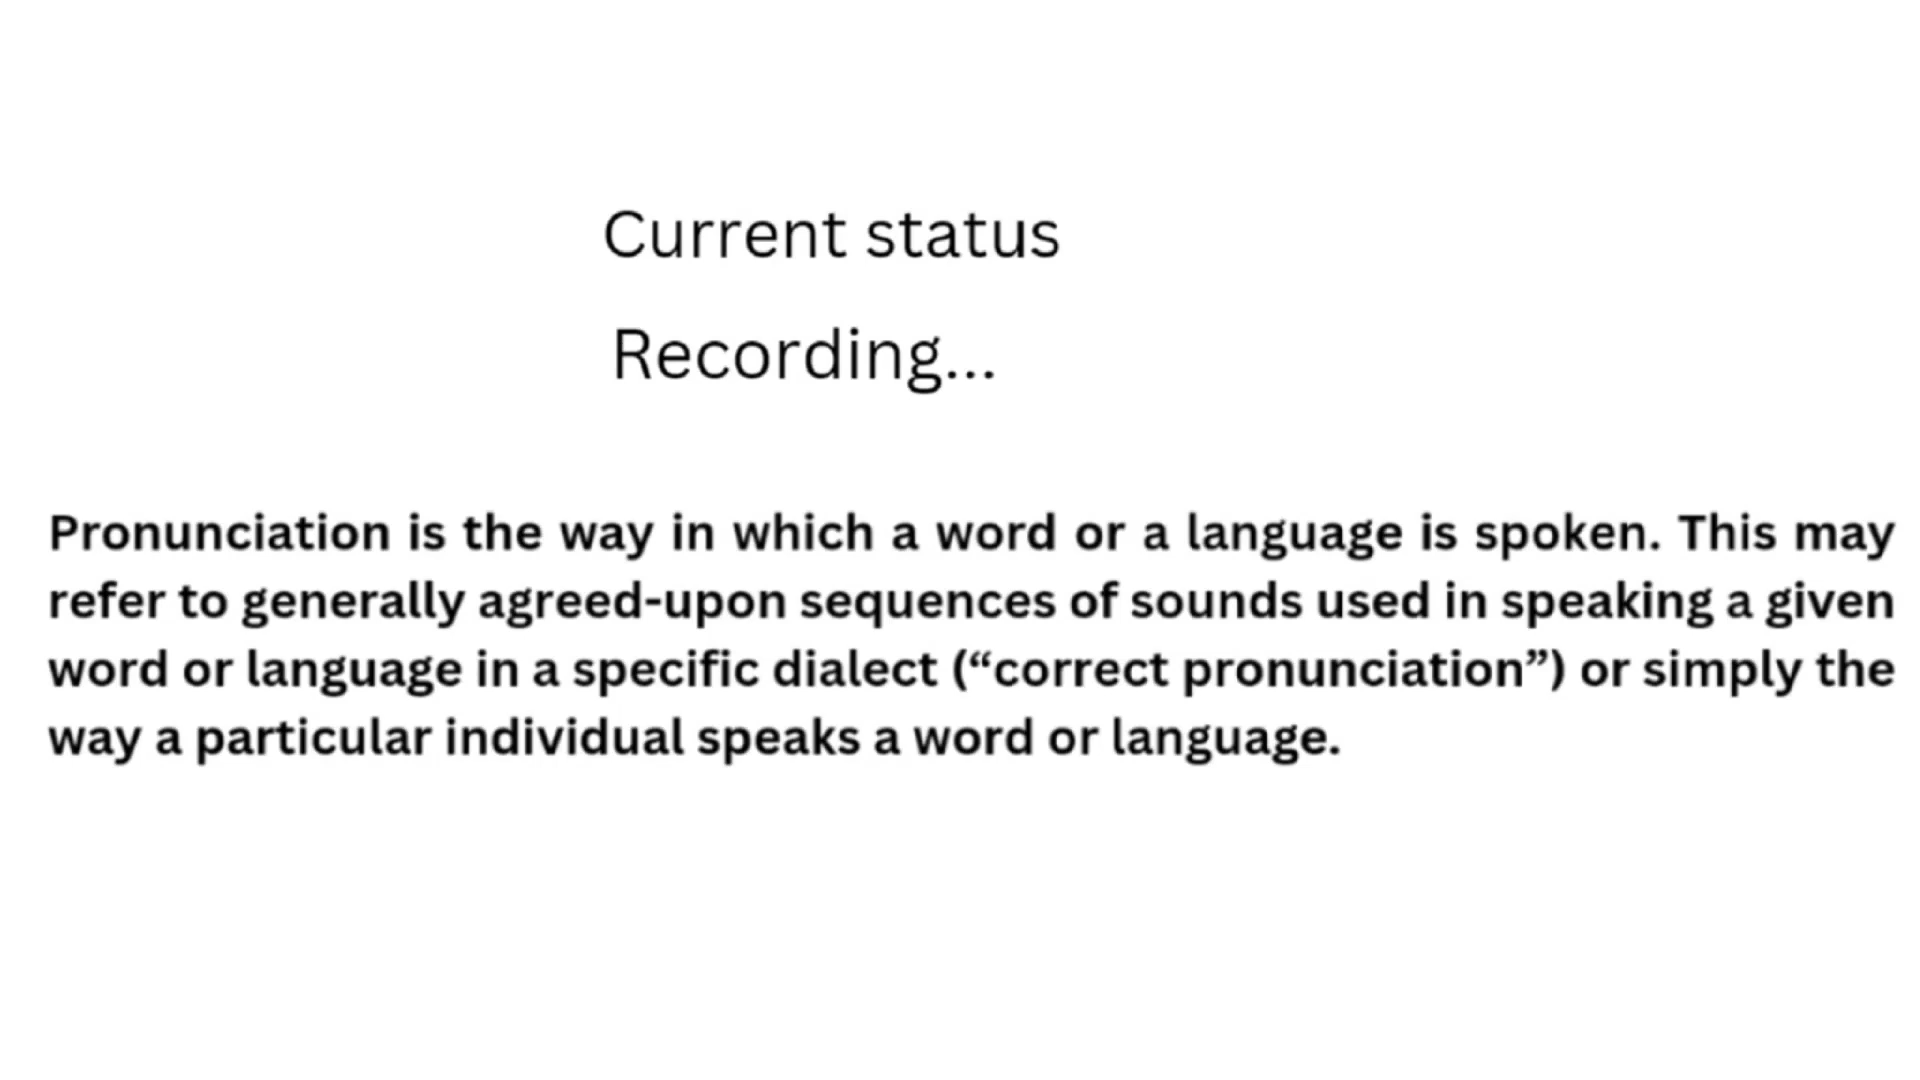 Current status
Recording...
Pronunciation is the way in which a word or a language is spoken. This may
refer to generally agreed-upon sequences of sounds used in speaking a given
word or language in a specific dialect (“correct pronunciation”) or simply the
way a particular individual speaks a word or language.